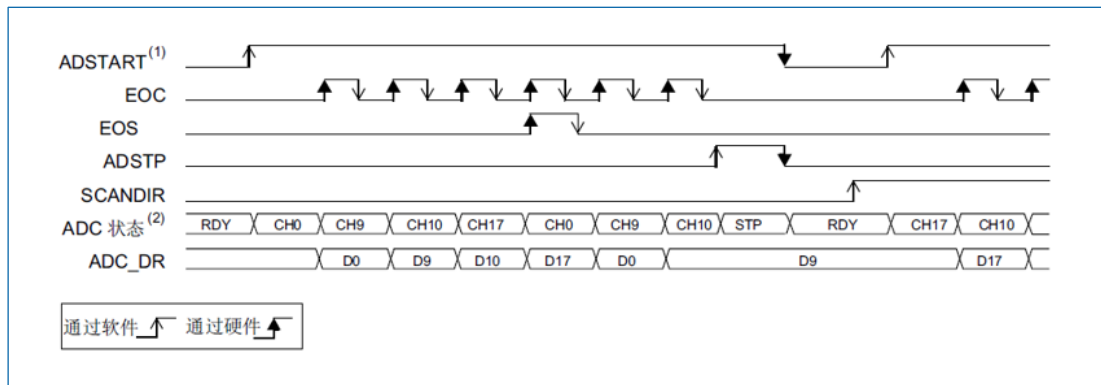 ADSTART(1)
EOC
EOS
ADSTP
SCANDIR
ADC 状态(2) RDY CH0 CH9 CH10 CH17 CH0 CH9 CH10 STP RDY CH17 CH10
ADC_DR D0 D9 D10 D17 D0 D9 D17
通过软件 通过硬件